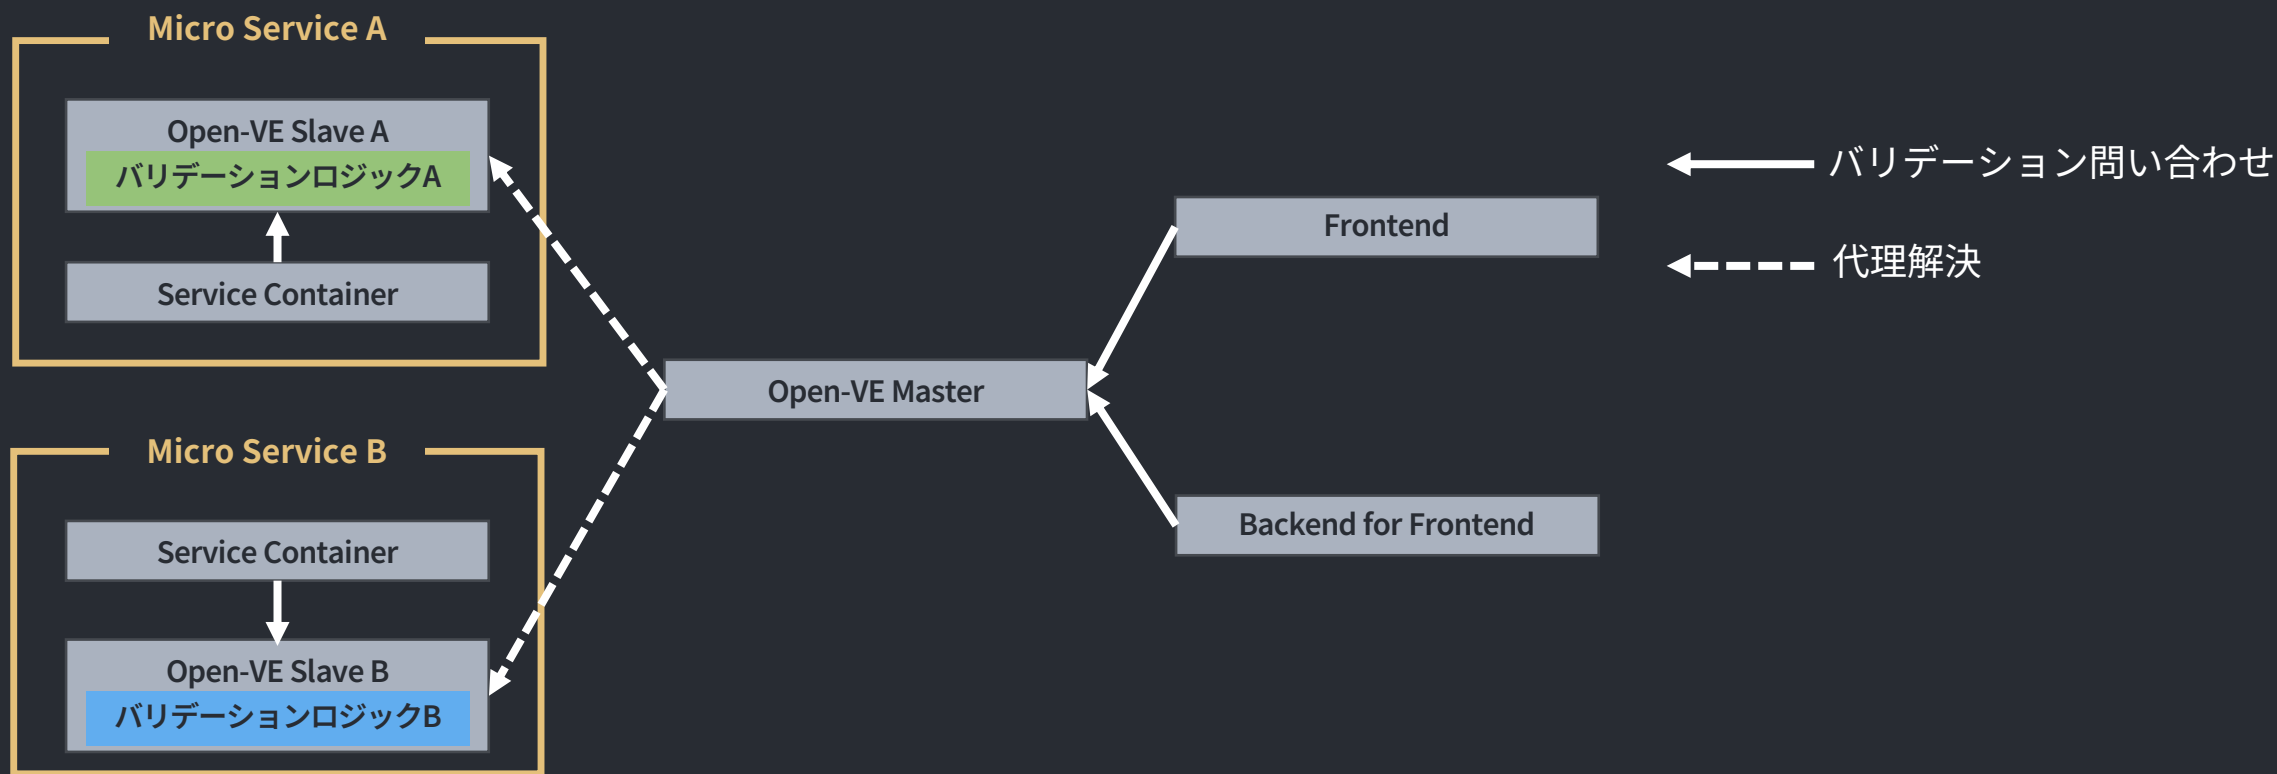 Micro Service A
Open-VE Slave A
バリデーションロジックA
Service Container
Micro Service B
Service Container
Open-VE Slave B
バリデーションロジックB
Open-VE Master
Frontend
Backend for Frontend
バリデーション問い合わせ
代理解決